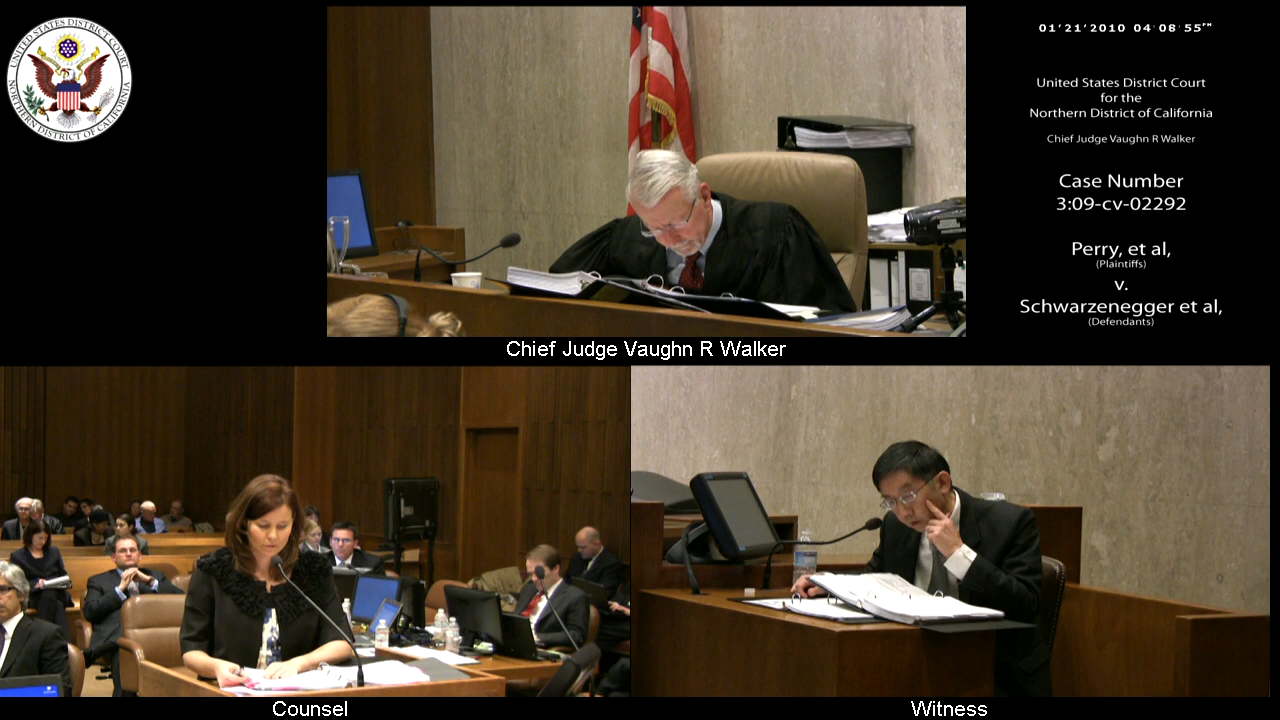 UNITED STATES DISTRICT COURT
NORTHERN DISTRICT OF CALIFORNIA
01'21'2010 04:08:55PM
United States District Court
for the
Northern District of California
Chief Judge Vaughn R Walker
Case Number
3:09-cv-02292
Perry, et al,
(Plaintiffs)
v.
Schwarzenegger et al,
(Defendants)
Chief Judge Vaughn R Walker
Counsel
Witness